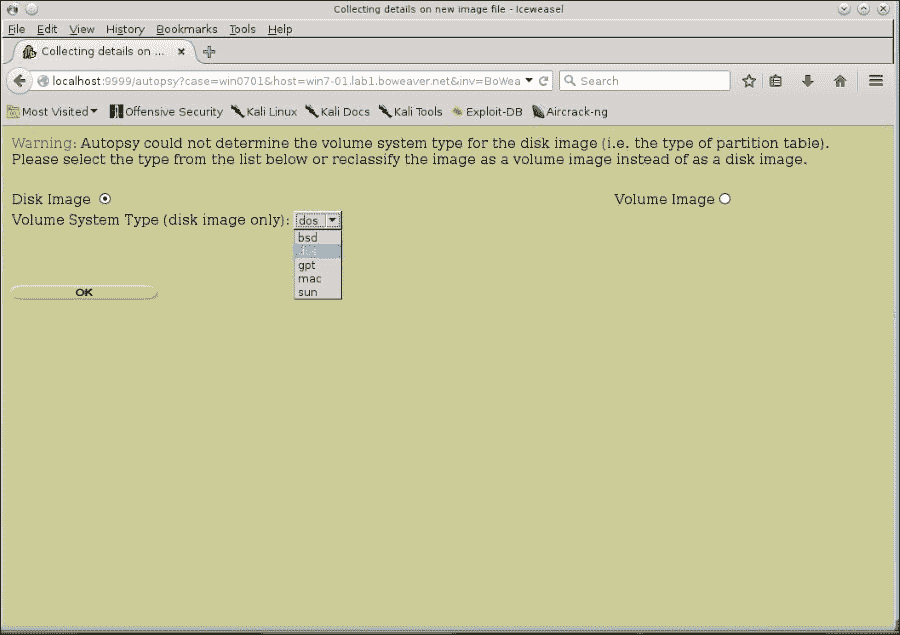 Collecting details on new image file - Iceweasel
File Edit View History Bookmarks Tools Help
Collecting details on ...
localhost:9999/autopsy?case=win0701&host=win7-01.lab1.boweaver.net&inv=BoWea
Search
Most Visited Offensive Security Kali Linux Kali Docs Kali Tools Exploit-DB Aircrack-ng
Warning: Autopsy could not determine the volume system type for the disk image (i.e. the type of partition table).
Please select the type from the list below or reclassify the image as a volume image instead of as a disk image.
Disk Image Volume Image
Volume System Type (disk image only): dos
bsd
gpt
mac
sun
OK